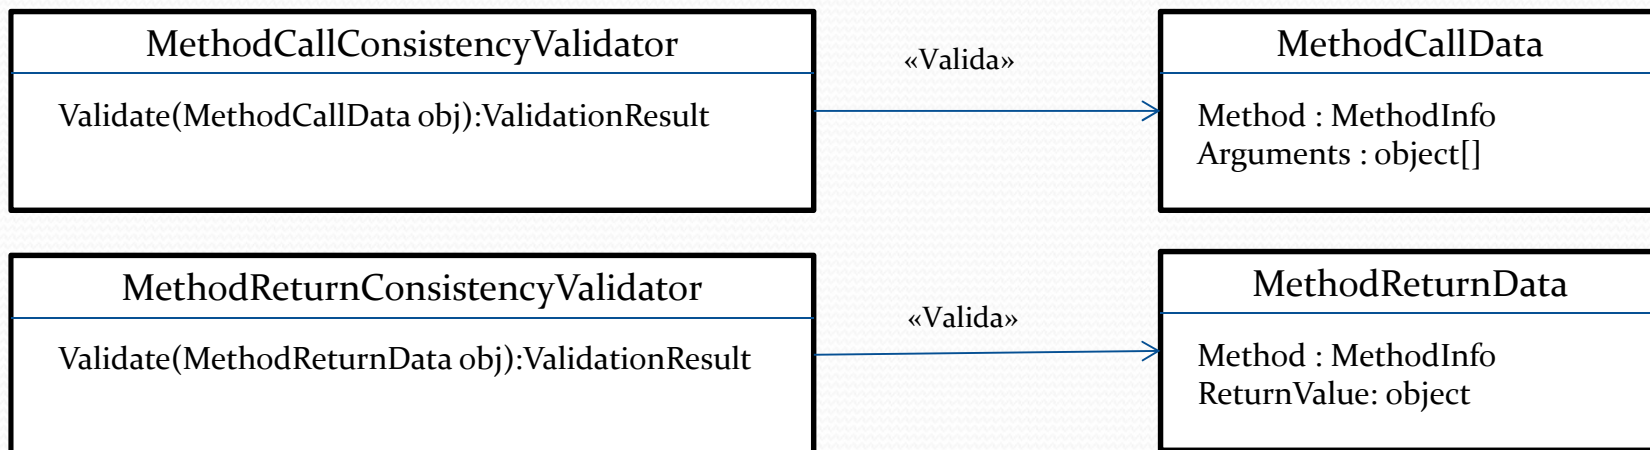 MethodCallConsistencyValidator
Validate(MethodCallData obj):ValidationResult
«Valida»
MethodCallData
Method : MethodInfo
Arguments : object[]
MethodReturnConsistencyValidator
Validate(MethodReturnData obj):ValidationResult
«Valida»
MethodReturnData
Method : MethodInfo
ReturnValue: object